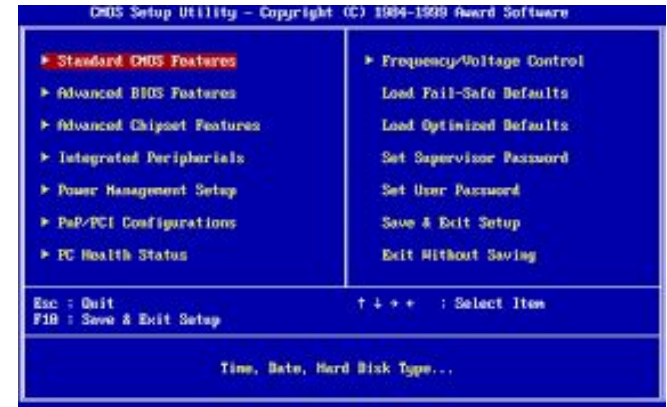 CMOS Setup Utility - Copyright (C) 1984-1999 Award Software
▶ Standard CMOS Features
▶ Advanced BIOS Features
▶ Advanced Chipset Features
▶ Integrated Peripherials
▶ Power Management Setup
▶ PnP/PCI Configurations
▶ PC Health Status
▶ Frequency/Voltage Control
Load Fail-Safe Defaults
Load Optimized Defaults
Set Supervisor Password
Set User Password
Save & Exit Setup
Exit Without Saving
Esc : Quit
F10 : Save & Exit Setup
↑ ↓ → ← : Select Item
Time, Date, Hard Disk Type...